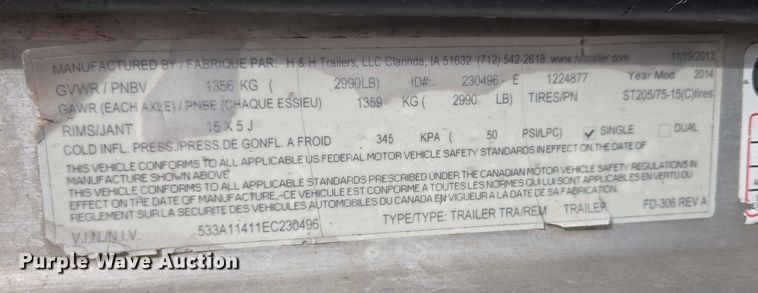 MANUFACTURED BY / FABRIQUE PAR: H & H Trailers, LLC Clarinda, IA 51632 (712) 542-2618 www.hhtrailer.com 11/19/2013
GVWR / PNBV 1356 KG ( 2990LB) ID#: 230496 - E 1224877 Year Mod 2014
GAWR (EACH AXLE) / PNBE (CHAQUE ESSIEU) 1359 KG ( 2990 LB) TIRES/PN ST205/75-15(C)tires
RIMS/JANT 15 X 5 J
COLD INFL. PRESS./PRESS.DE GONFL. A FROID 345 KPA ( 50 PSI/LPC) SINGLE DUAL
THIS VEHICLE CONFORMS TO ALL APPLICABLE US FEDERAL MOTOR VEHICLE SAFETY STANDARDS IN EFFECT ON THE DATE OF
MANUFACTURE SHOWN ABOVE
THIS VEHICLE CONFORMS TO ALL APPLICABLE STANDARDS PRESCRIBED UNDER THE CANADIAN MOTOR VEHICLE SAFETY REGULATIONS IN
EFFECT ON THE DATE OF MANUFACTURE,-CE VEHICULE EST CONFORME A TOUTES LES NORMES QUI LUI SONT APPLICABLES EN VERTU DU
REGLEMENT SUR LA SECURITE DES VEHICULES AUTOMOBILES DU CANADA EN VIGUEUR A LA DATE DE SA FABRICATION.
V.I.N./N.I.V. 533A11411EC230496 TYPE/TYPE: TRAILER TRA/REM TRAILER FD-306 REV A
Purple Wave Auction